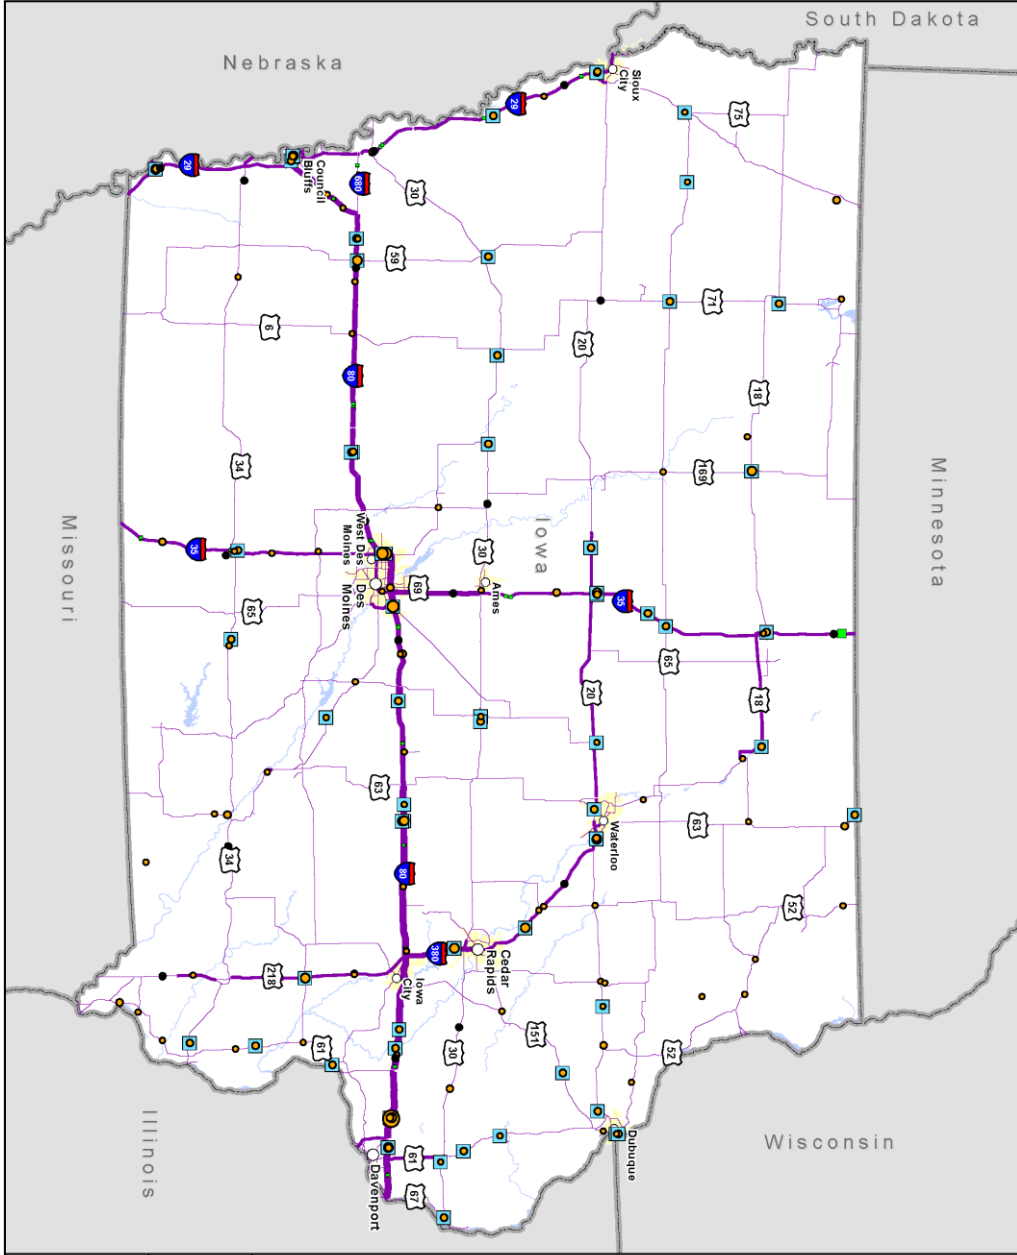 South Dakota
Nebraska
Sioux
City
29
75
29
Council
Bluffs
680
30
59
6
71
20
80
18
34
169
Minnesota
Missouri
Iowa
West Des
Moines
Des
Moines
35
30
Ames
69
35
65
65
20
18
63
Waterloo
63
34
80
52
380
Cedar
Rapids
218
Iowa
City
151
30
61
52
Illinois
Wisconsin
Dubuque
61
Davenport
67